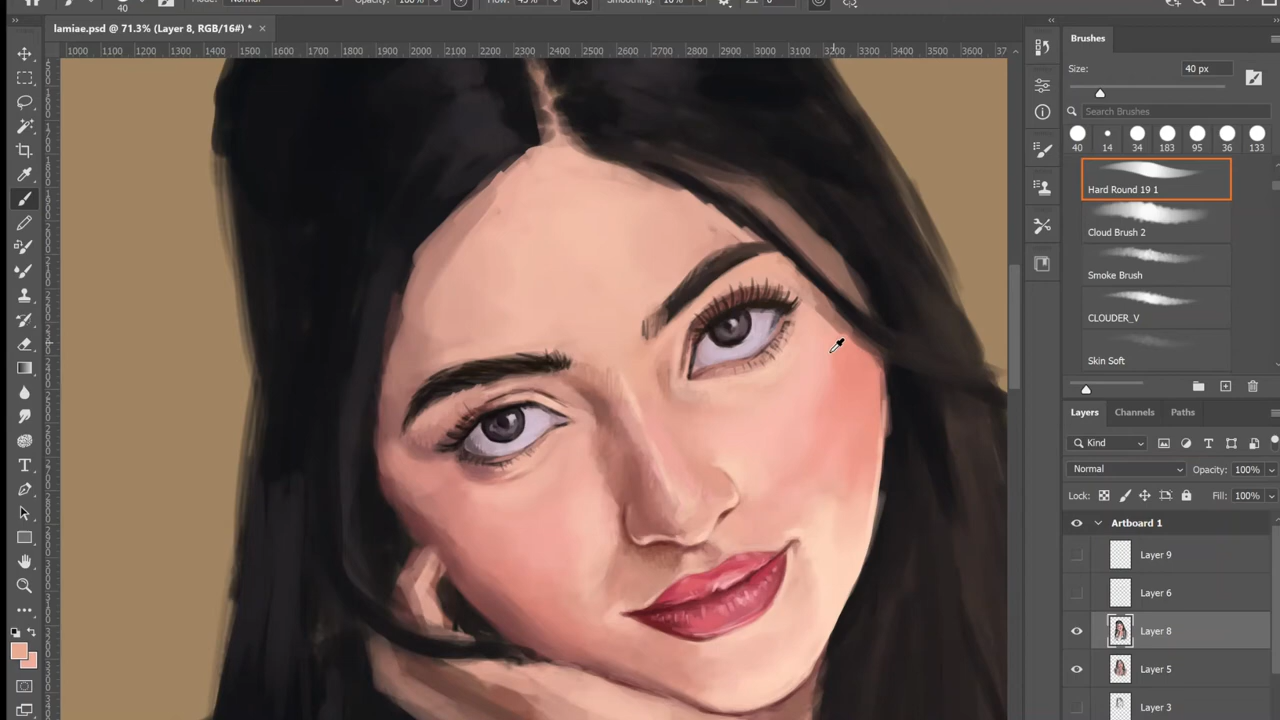 Opacity: 100%
Smoothing:
lamiae.psd @ 71.3% (Layer 8, RGB/16#) *
1000 1100 1200 1300 1400 1500 1600 1700 1800 1900 2000 2100 2200 2300 2400 2500 2600 2700 2800 2900 3000 3100 3200 3300 3400 3500 3600
Brushes
Size:
40 px
Search Brushes
40 14 34 183 95 36 133
Hard Round 19 1
Cloud Brush 2
Smoke Brush
CLOUDER_V
Skin Soft
40
Layers Channels Paths
Kind
Normal Opacity: 100%
Lock: Fill: 100%
Artboard 1
Layer 9
Layer 6
Layer 8
Layer 5
Layer 3